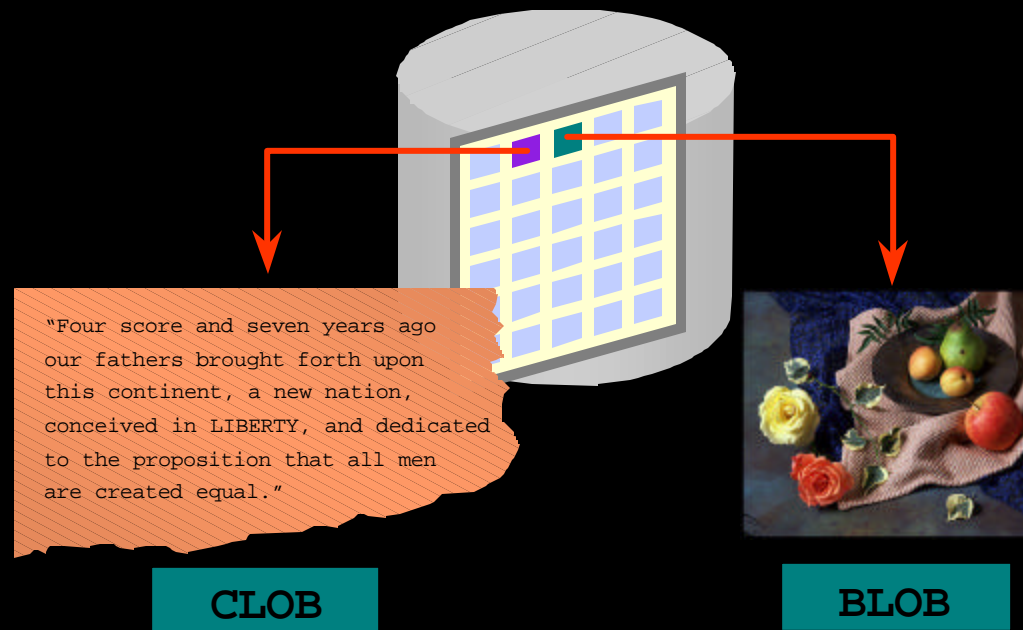 “Four score and seven years ago
our fathers brought forth upon
this continent, a new nation,
conceived in LIBERTY, and dedicated
to the proposition that all men
are created equal.”
CLOB
BLOB